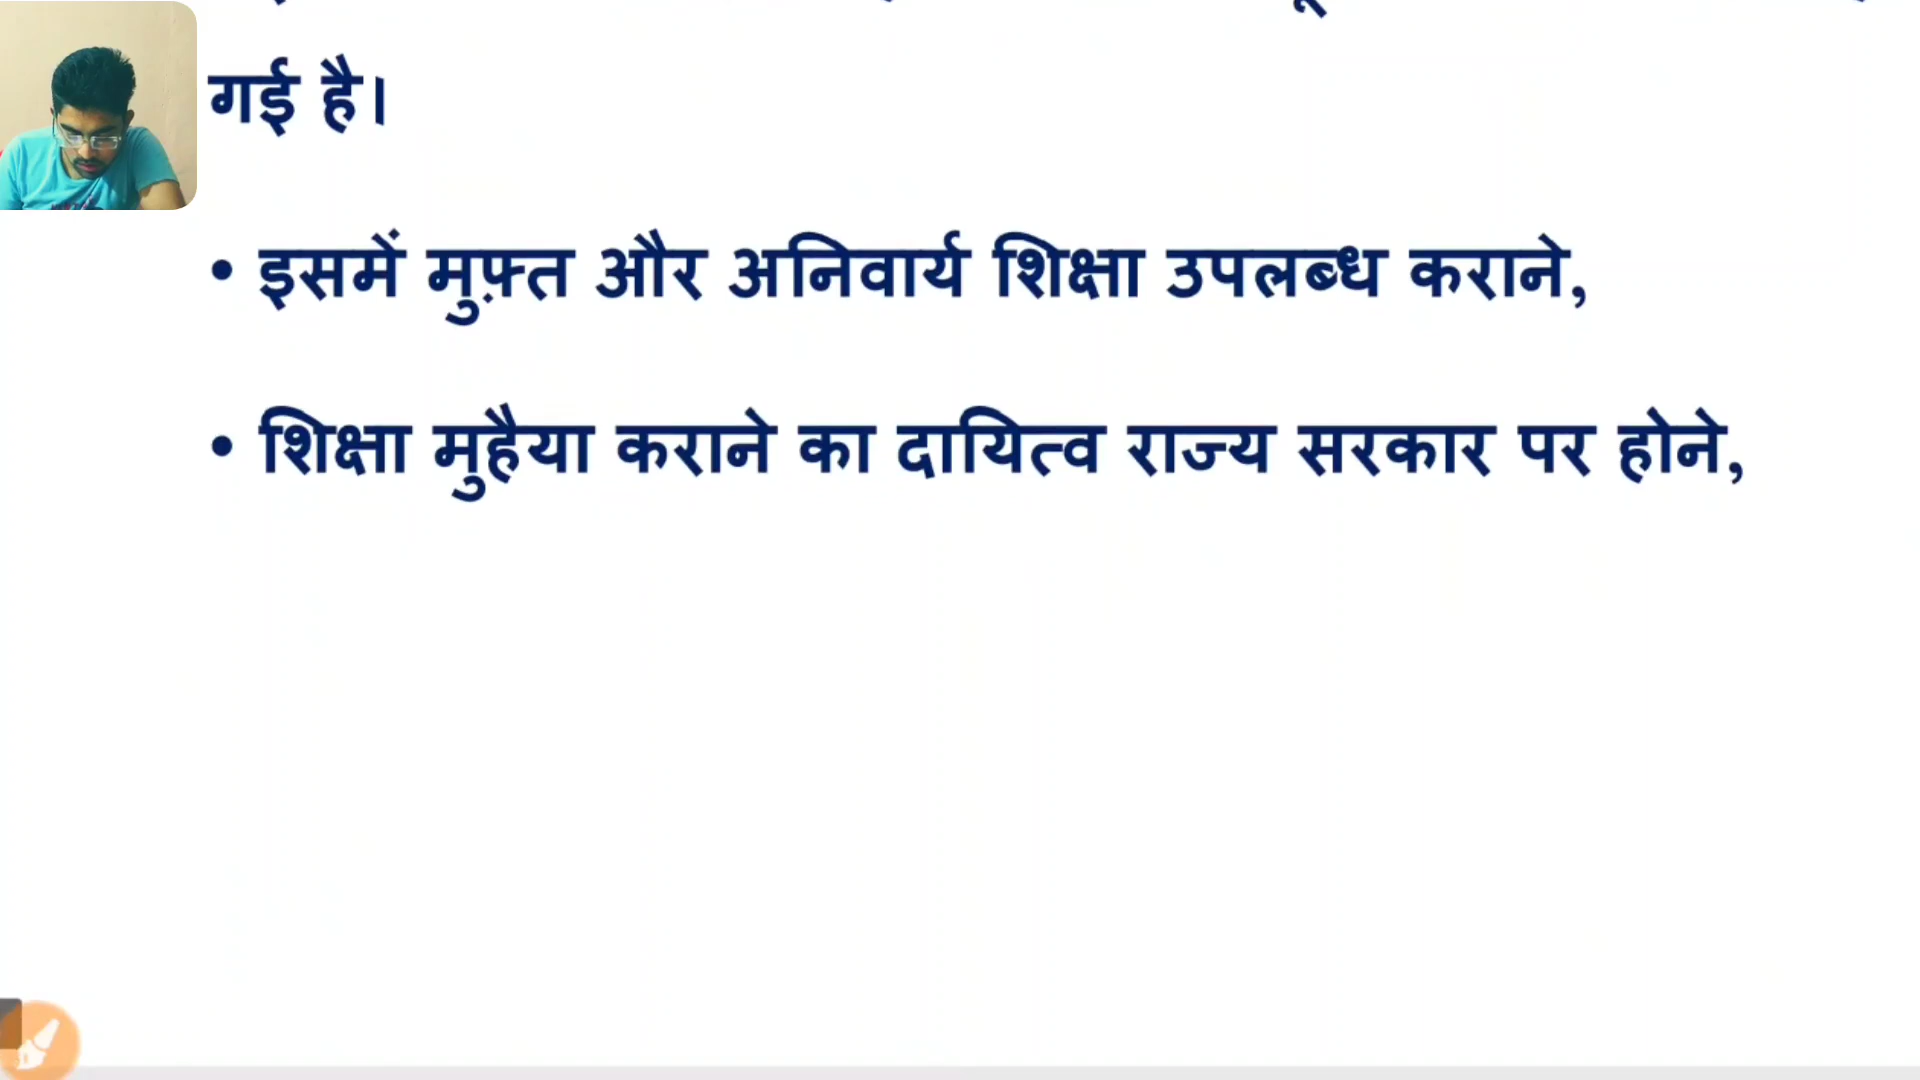 गई है।
• इसमें मुफ़्त और अनिवार्य शिक्षा उपलब्ध कराने,
• शिक्षा मुहैया कराने का दायित्व राज्य सरकार पर होने,